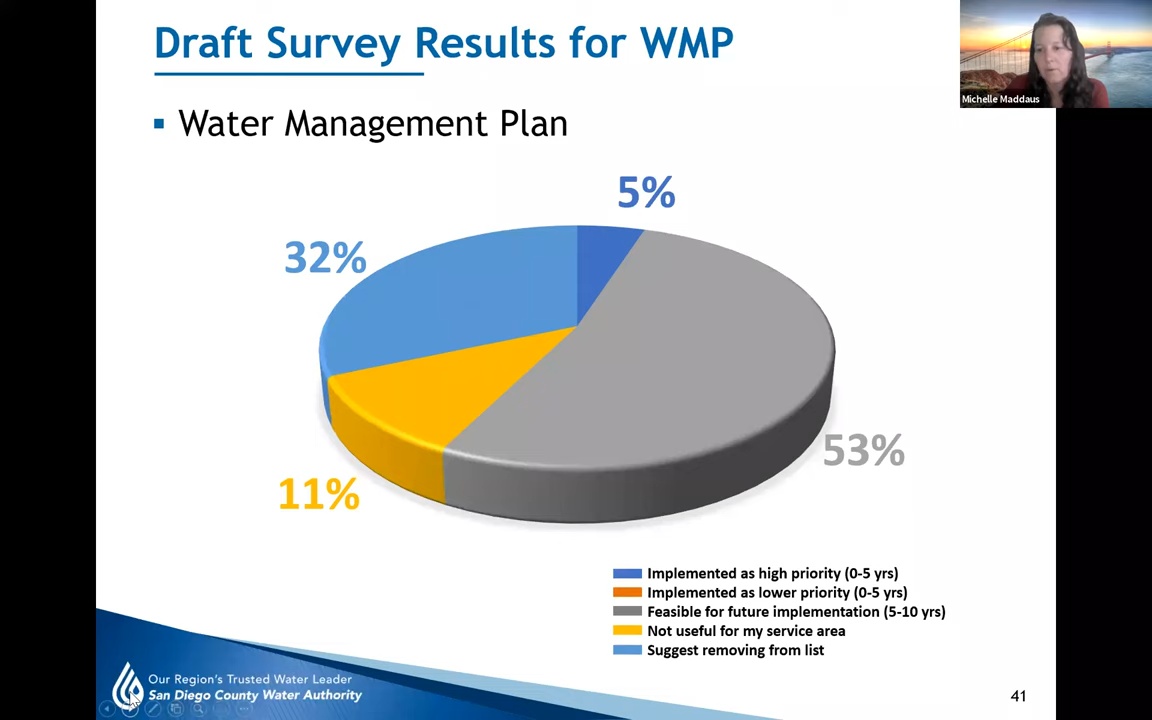 Draft Survey Results for WMP
Michelle Maddaus
Water Management Plan
5%
32%
53%
11%
Implemented as high priority (0-5 yrs)
Implemented as lower priority (0-5 yrs)
Feasible for future implementation (5-10 yrs)
Not useful for my service area
Suggest removing from list
Our Region's Trusted Water Leader
San Diego County Water Authority
41